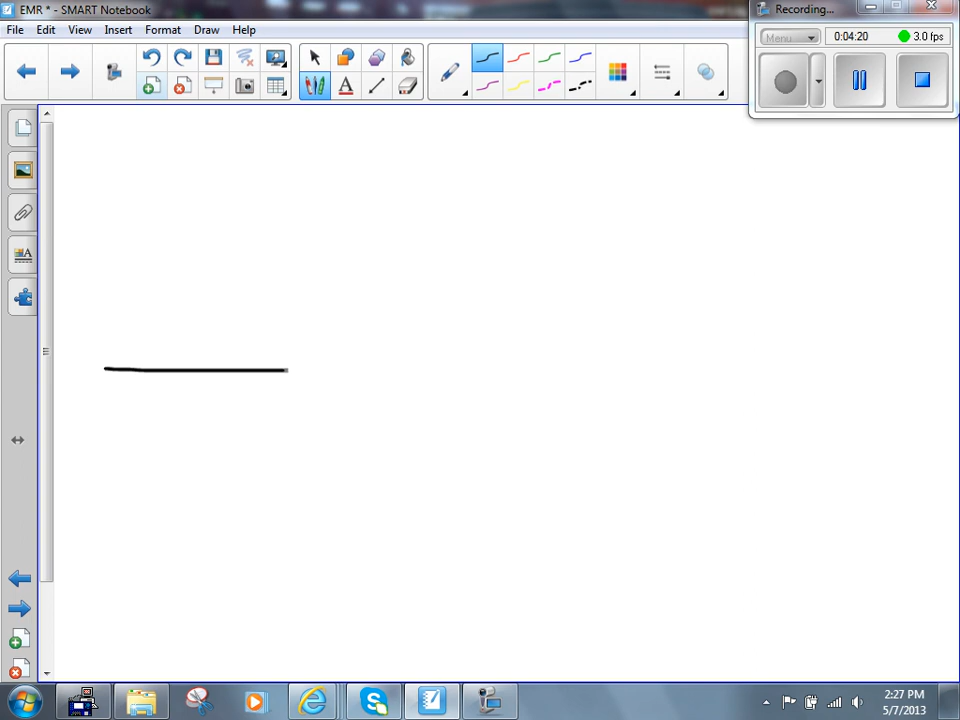 EMR * - SMART Notebook
Recording...
File Edit View Insert Format Draw Help
Menu 0:04:20 3.0 fps
A
A
2:27 PM
5/7/2013